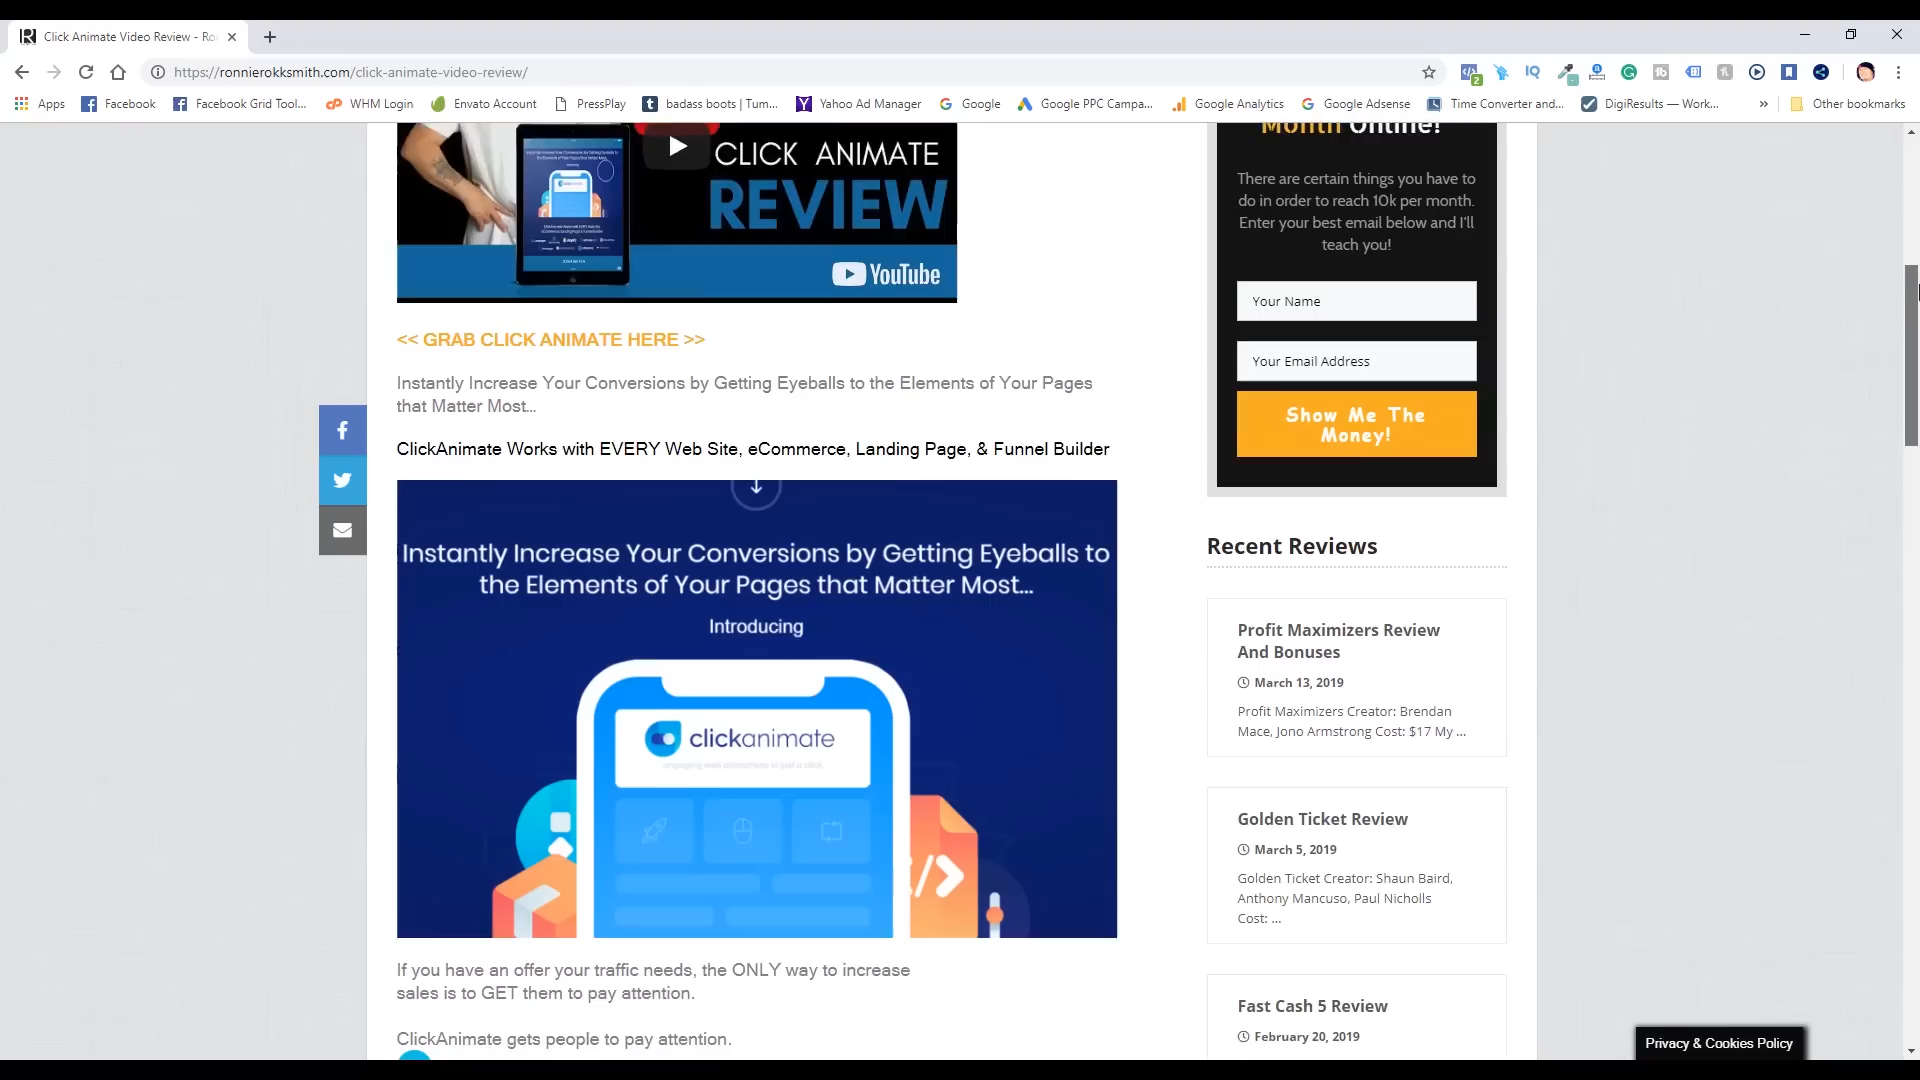 Click Animate Video Review - Ro
https://ronnierokksmith.com/click-animate-video-review/
Apps
Facebook
Facebook Grid Tool...
WHM Login
Envato Account
PressPlay
badass boots | Tum...
Yahoo Ad Manager
Google
Google PPC Campa...
Google Analytics
Google Adsense
Time Converter and...
DigiResults — Work...
»
Other bookmarks
CLICK ANIMATE
REVIEW
YouTube
<< GRAB CLICK ANIMATE HERE >>
Instantly Increase Your Conversions by Getting Eyeballs to the Elements of Your Pages
that Matter Most...
ClickAnimate Works with EVERY Web Site, eCommerce, Landing Page, & Funnel Builder
Instantly Increase Your Conversions by Getting Eyeballs to
the Elements of Your Pages that Matter Most...
Introducing
clickanimate
engaging web animations in just a click
If you have an offer your traffic needs, the ONLY way to increase
sales is to GET them to pay attention.
ClickAnimate gets people to pay attention.
Month Online!
There are certain things you have to
do in order to reach 10k per month.
Enter your best email below and I'll
teach you!
Your Name
Your Email Address
Show Me The
Money!
Recent Reviews
Profit Maximizers Review
And Bonuses
March 13, 2019
Profit Maximizers Creator: Brendan
Mace, Jono Armstrong Cost: $17 My ...
Golden Ticket Review
March 5, 2019
Golden Ticket Creator: Shaun Baird,
Anthony Mancuso, Paul Nicholls
Cost: ...
Fast Cash 5 Review
February 20, 2019
Privacy & Cookies Policy